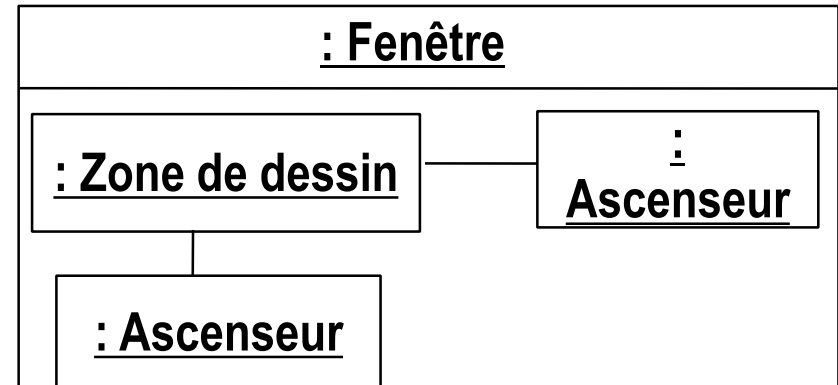 : Fenêtre
: Zone de dessin
:
Ascenseur
: Ascenseur